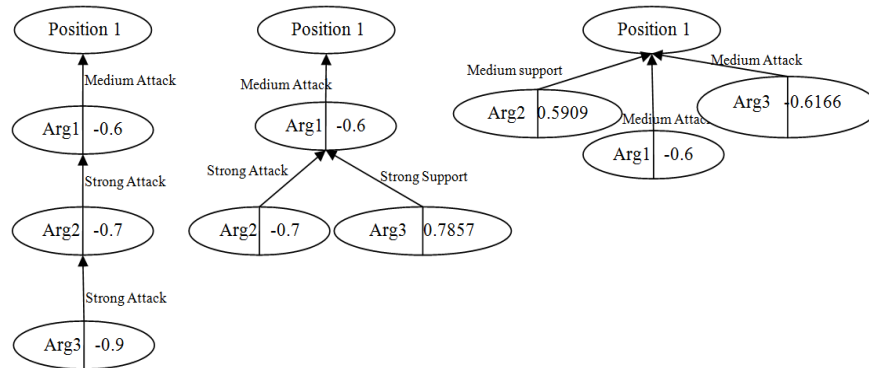 Position 1
Medium Attack
Arg1 -0.6
Strong Attack
Arg2 -0.7
Strong Attack
Arg3 -0.9
Position 1
Medium Attack
Arg1 -0.6
Strong Attack
Strong Support
Arg2 -0.7
Arg3 0.7857
Position 1
Medium support
Medium Attack
Arg2 0.5909
Arg3 -0.6166
Medium Attack
Arg1 -0.6